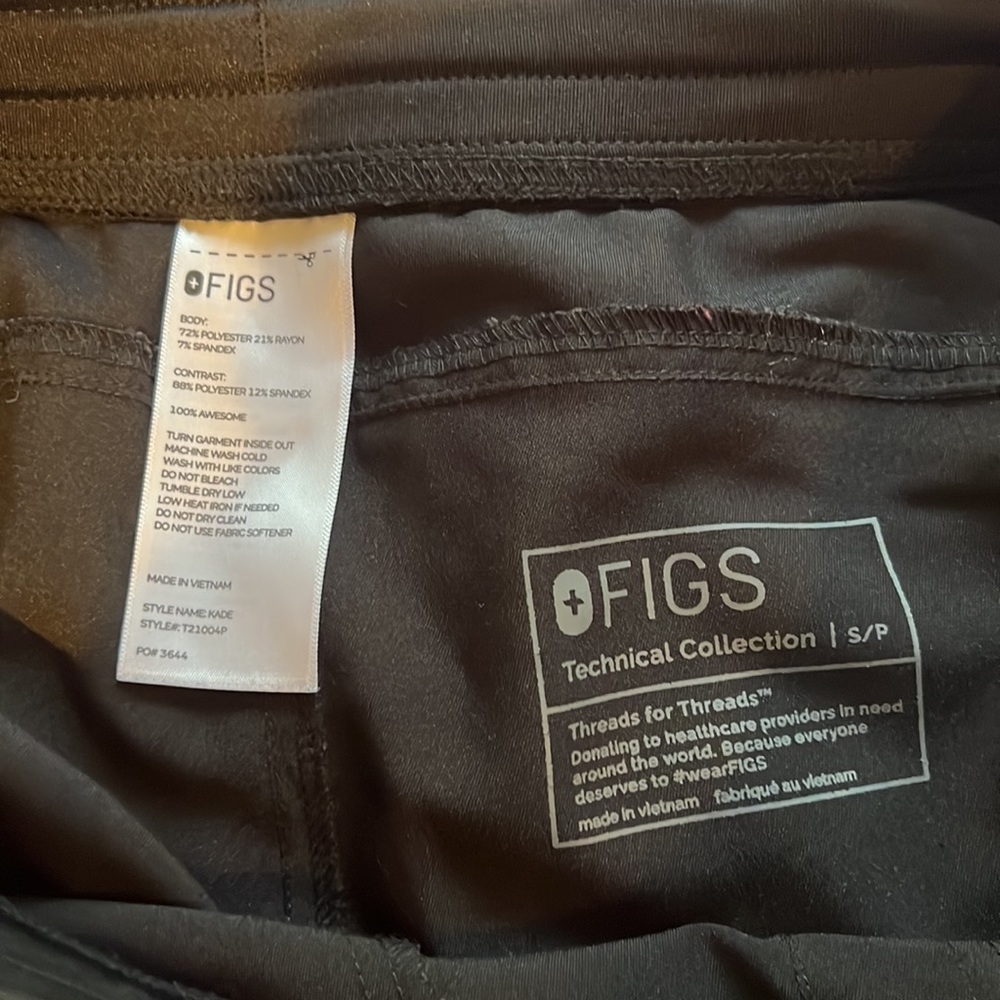 FIGS
BODY:
72% POLYESTER 21% RAYON
7% SPANDEX
CONTRAST:
88% POLYESTER 12% SPANDEX
100% AWESOME
TURN GARMENT INSIDE OUT
MACHINE WASH COLD
WASH WITH LIKE COLORS
DO NOT BLEACH
TUMBLE DRY LOW
LOW HEAT IRON IF NEEDED
DO NOT DRY CLEAN
DO NOT USE FABRIC SOFTENER
MADE IN VIETNAM
STYLE NAME: KADE
STYLE#: T21004P
PO# 3644
FIGS
Technical Collection | S/P
Threads for Threads™
Donating to healthcare providers in need
around the world. Because everyone
deserves to #wearFIGS
made in vietnam fabriqué au vietnam